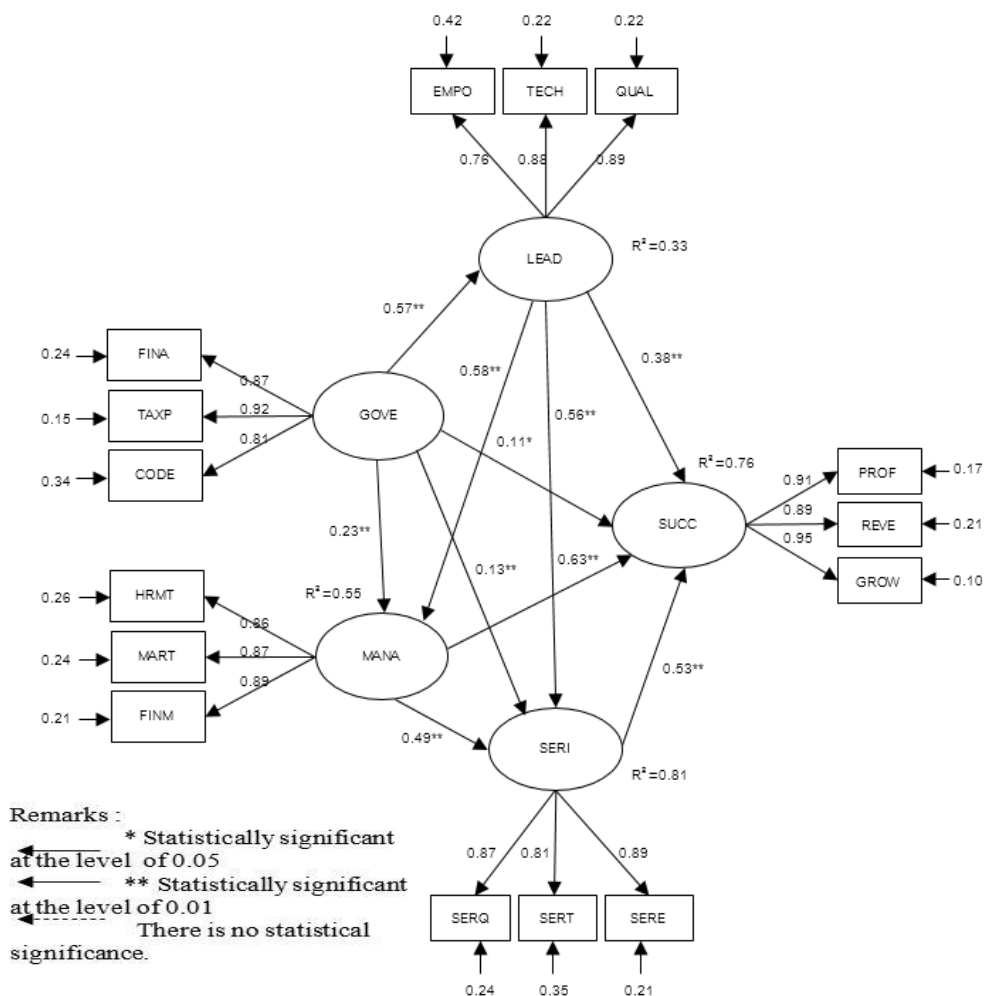 0.42 0.22 0.22
EMPO TECH QUAL
0.76 0.88 0.89
LEAD R²=0.33
0.57**
0.24 FINA 0.87
0.58** 0.38**
0.15 TAXP 0.92 GOVE
0.56**
0.11*
0.34 CODE 0.81
R²=0.76
0.91 PROF 0.17
0.23** SUCC 0.89 REVE 0.21
0.13** 0.63** 0.95
0.26 HRMT 0.86 R²=0.55 GROW 0.10
0.24 MART 0.87 MANA
0.89 0.53**
0.21 FINM
0.49** SERI
R²=0.81
Remarks :
* Statistically significant
at the level of 0.05
** Statistically significant
at the level of 0.01
There is no statistical
significance.
0.87 0.81 0.89
SERQ SERT SERE
0.24 0.35 0.21